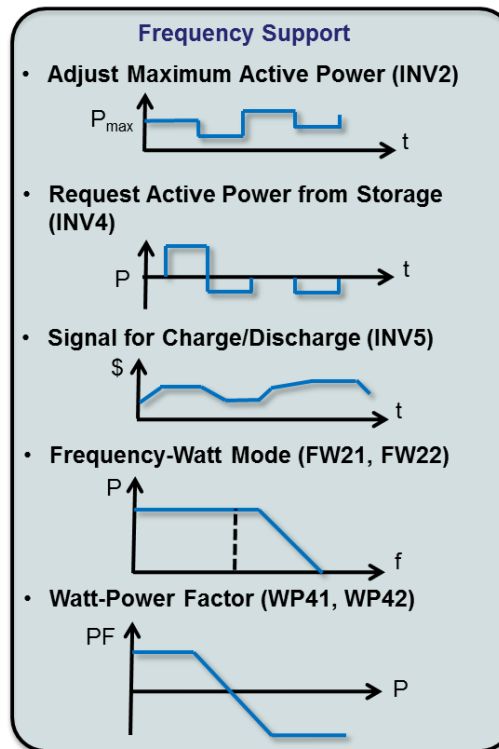 Frequency Support
• Adjust Maximum Active Power (INV2)
Pmax
t
• Request Active Power from Storage
(INV4)
P
t
• Signal for Charge/Discharge (INV5)
$
t
• Frequency-Watt Mode (FW21, FW22)
P
f
• Watt-Power Factor (WP41, WP42)
PF
P